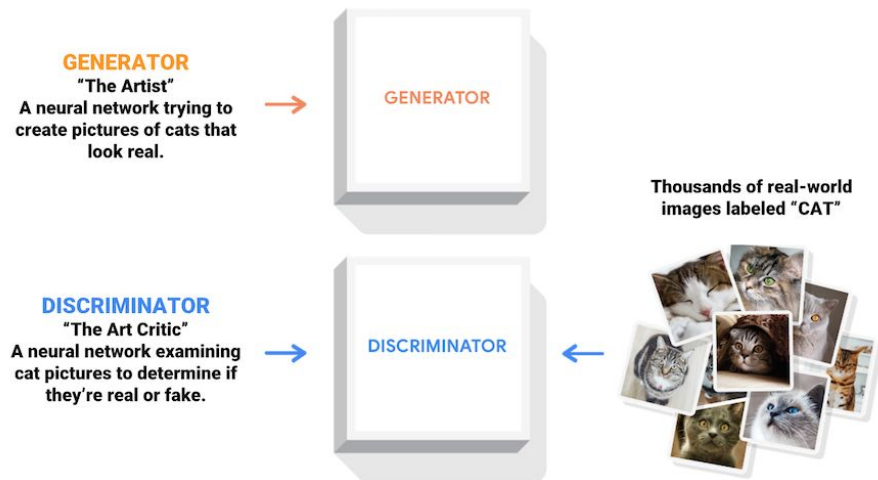 GENERATOR
“The Artist”
A neural network trying to
create pictures of cats that
look real.
GENERATOR
Thousands of real-world
images labeled “CAT”
DISCRIMINATOR
“The Art Critic”
A neural network examining
cat pictures to determine if
they’re real or fake.
DISCRIMINATOR